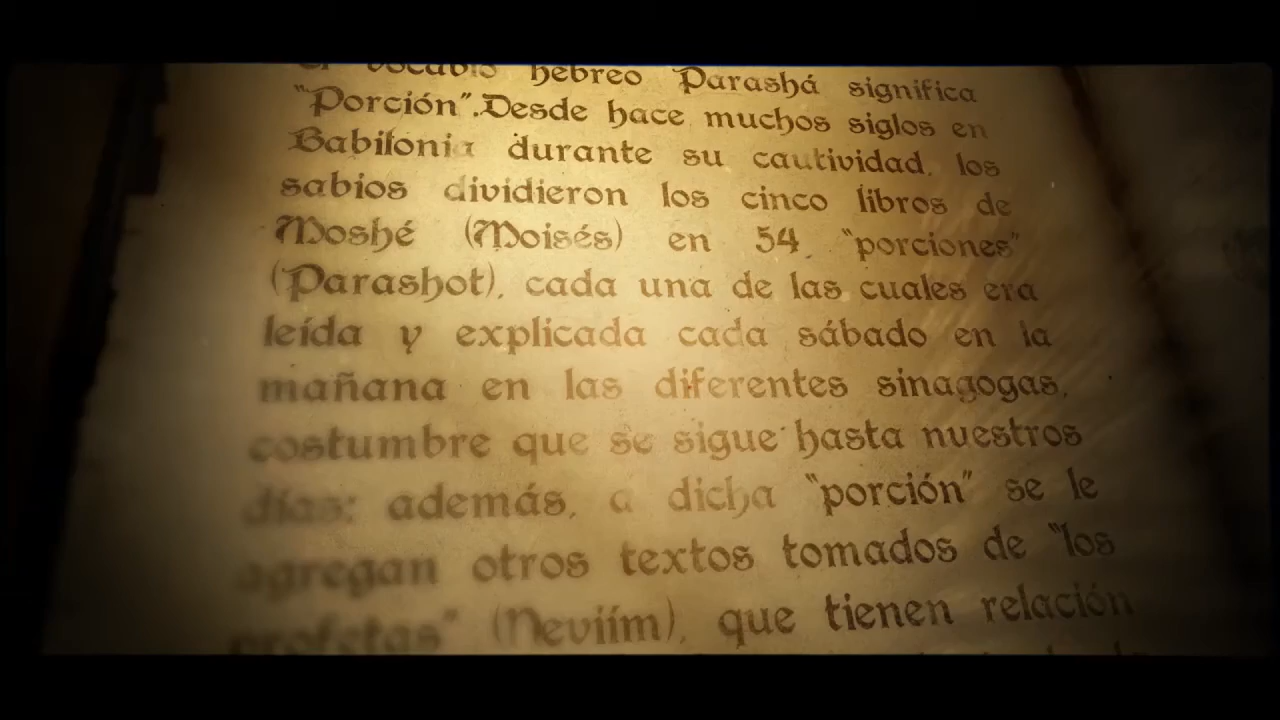 El vocablo hebreo Parashá significa
"Porción".Desde hace muchos siglos en
Babilonia durante su cautividad, los
sabios dividieron los cinco libros de
Moshé (Moisés) en 54, "porciones"
(Parashot), cada una de las cuales era
leída y explicada cada sábado en la
mañana en las diferentes sinagogas,
costumbre que se sigue hasta nuestros
días; además, a dicha "porción" se le
agregan otros textos tomados de "los
profetas" (Neviím), que tienen relación